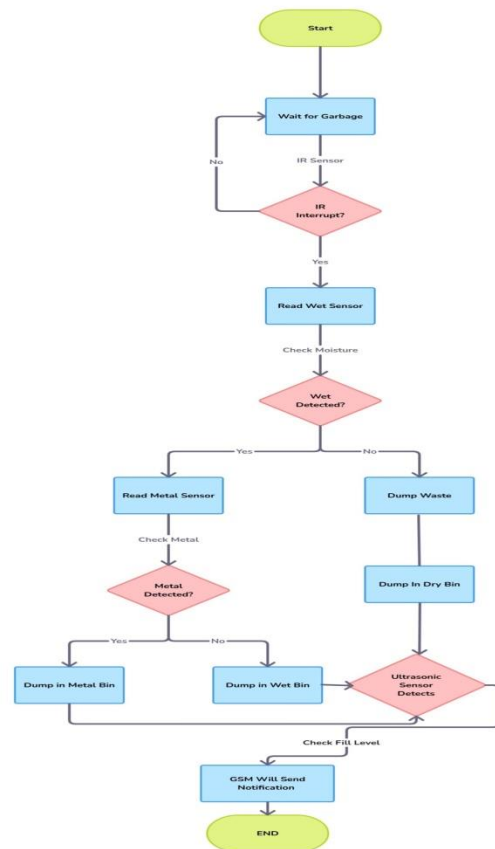 Start
Wait for Garbage
No
IR Sensor
IR
Interrupt?
Yes
Read Wet Sensor
Check Moisture
Wet
Detected?
Yes
No
Read Metal Sensor
Dump Waste
Check Metal
Metal
Detected?
Dump In Dry Bin
Yes
No
Dump in Metal Bin
Dump in Wet Bin
Ultrasonic
Sensor
Detects
Check Fill Level
GSM Will Send
Notification
END